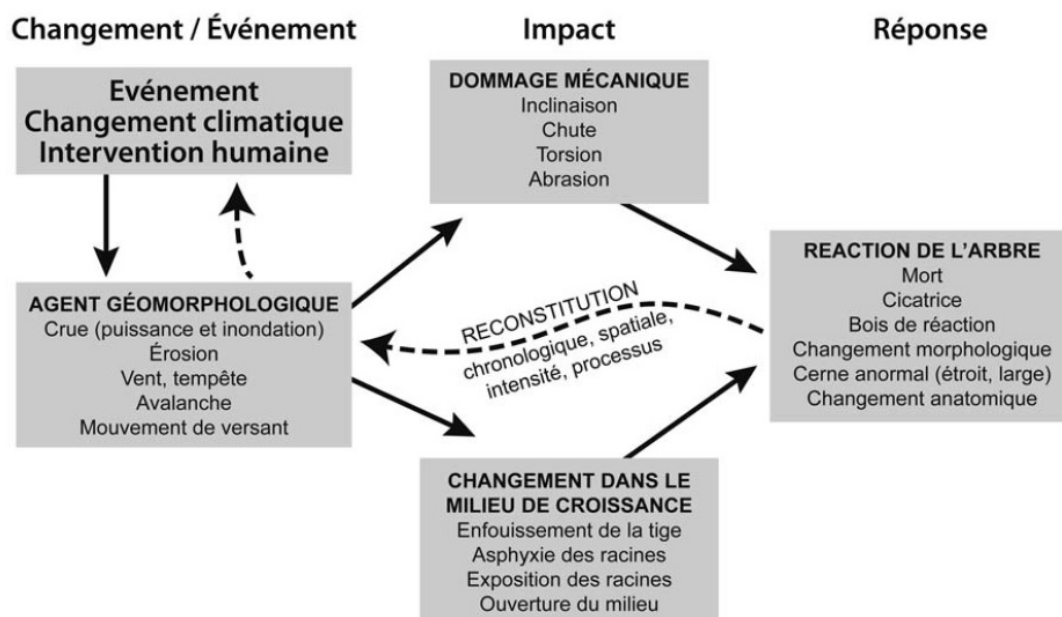 Changement / Événement
Impact
Réponse
Evénement
Changement climatique
Intervention humaine
DOMMAGE MÉCANIQUE
Inclinaison
Chute
Torsion
Abrasion
AGENT GÉOMORPHOLOGIQUE
Crue (puissance et inondation)
Érosion
Vent, tempête
Avalanche
Mouvement de versant
RECONSTITUTION
chronologique, spatiale,
intensité, processus
REACTION DE L'ARBRE
Mort
Cicatrice
Bois de réaction
Changement morphologique
Cerne anormal (étroit, large)
Changement anatomique
CHANGEMENT DANS LE
MILIEU DE CROISSANCE
Enfouissement de la tige
Asphyxie des racines
Exposition des racines
Ouverture du milieu